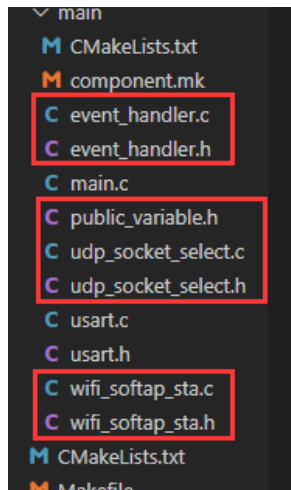 main
M CMakeLists.txt
M component.mk
C event_handler.c
C event_handler.h
C main.c
C public_variable.h
C udp_socket_select.c
C udp_socket_select.h
C usart.c
C usart.h
C wifi_softap_sta.c
C wifi_softap_sta.h
M CMakeLists.txt
M Makefile